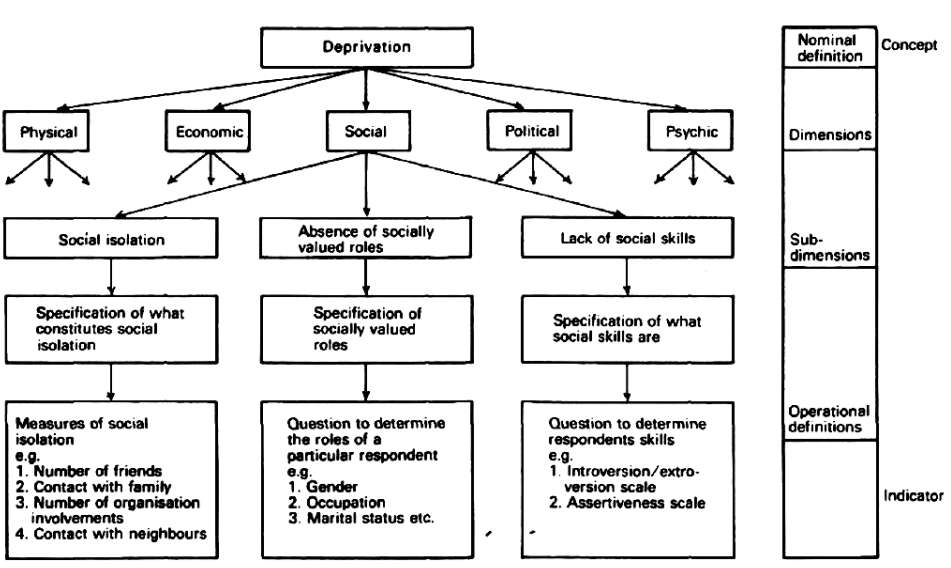 Deprivation
Nominal
definition
Concept
Physical
Economic
Social
Political
Psychic
Dimensions
Social isolation
Absence of socially
valued roles
Lack of social skills
Sub-
dimensions
Specification of what
constitutes social
isolation
Specification of
socially valued
roles
Specification of what
social skills are
Operational
definitions
Measures of social
isolation
e.g.
1. Number of friends
2. Contact with family
3. Number of organisation
involvements
4. Contact with neighbours
Question to determine
the roles of a
particular respondent
e.g.
1. Gender
2. Occupation
3. Marital status etc.
Question to determine
respondents skills
e.g.
1. Introversion/extro-
version scale
2. Assertiveness scale
Indicator